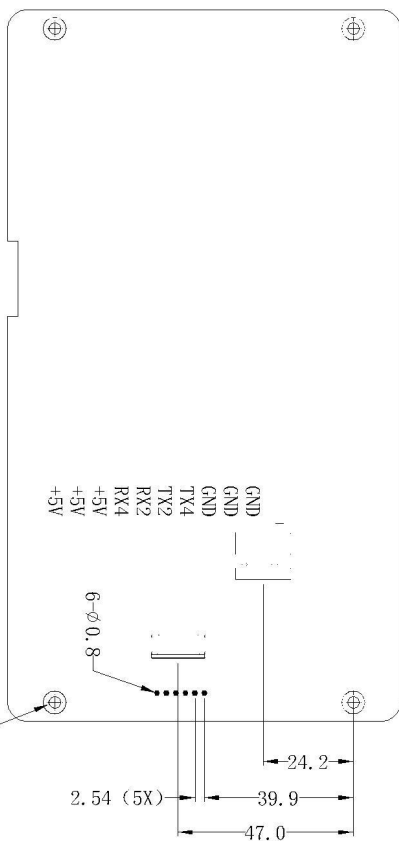 GND
GND
GND
TX4
TX2
RX2
RX4
+5V
+5V
+5V
6-ø0.8
24.2
2.54 (5X)
39.9
47.0